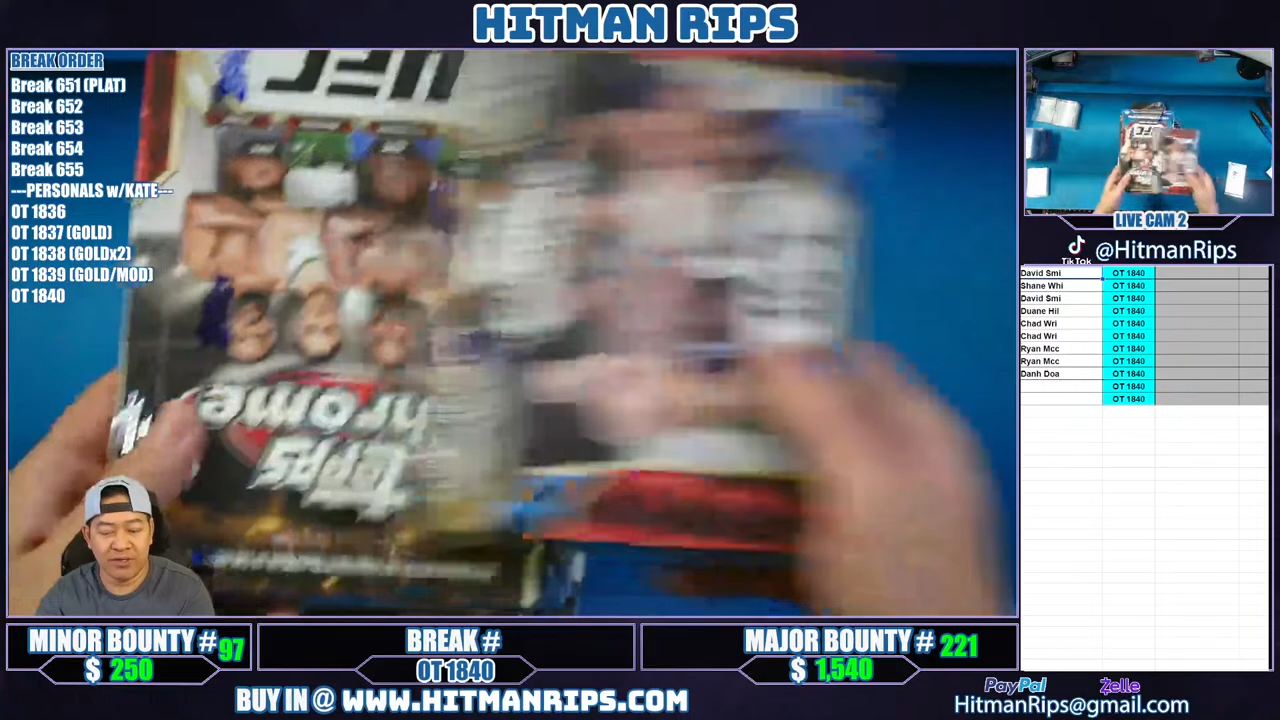 HITMAN RIPS
BREAK ORDER
Break 651 (PLAT)
Break 652
Break 653
Break 654
Break 655
---PERSONALS w/KATE---
OT 1836
OT 1837 (GOLD)
OT 1838 (GOLDx2)
OT 1839 (GOLD/MOD)
OT 1840
UFC
Topps
Chrome
LIVE CAM 2
TikTok
@HitmanRips
David Smi OT 1840
Shane Whi OT 1840
David Smi OT 1840
Duane Hil OT 1840
Chad Wri OT 1840
Chad Wri OT 1840
Ryan Mcc OT 1840
Ryan Mcc OT 1840
Danh Doa OT 1840
OT 1840
OT 1840
MINOR BOUNTY # 97
$ 250
BREAK #
OT 1840
MAJOR BOUNTY # 221
$ 1,540
BUY IN @ WWW.HITMANRIPS.COM
PayPal Zelle
HitmanRips@gmail.com